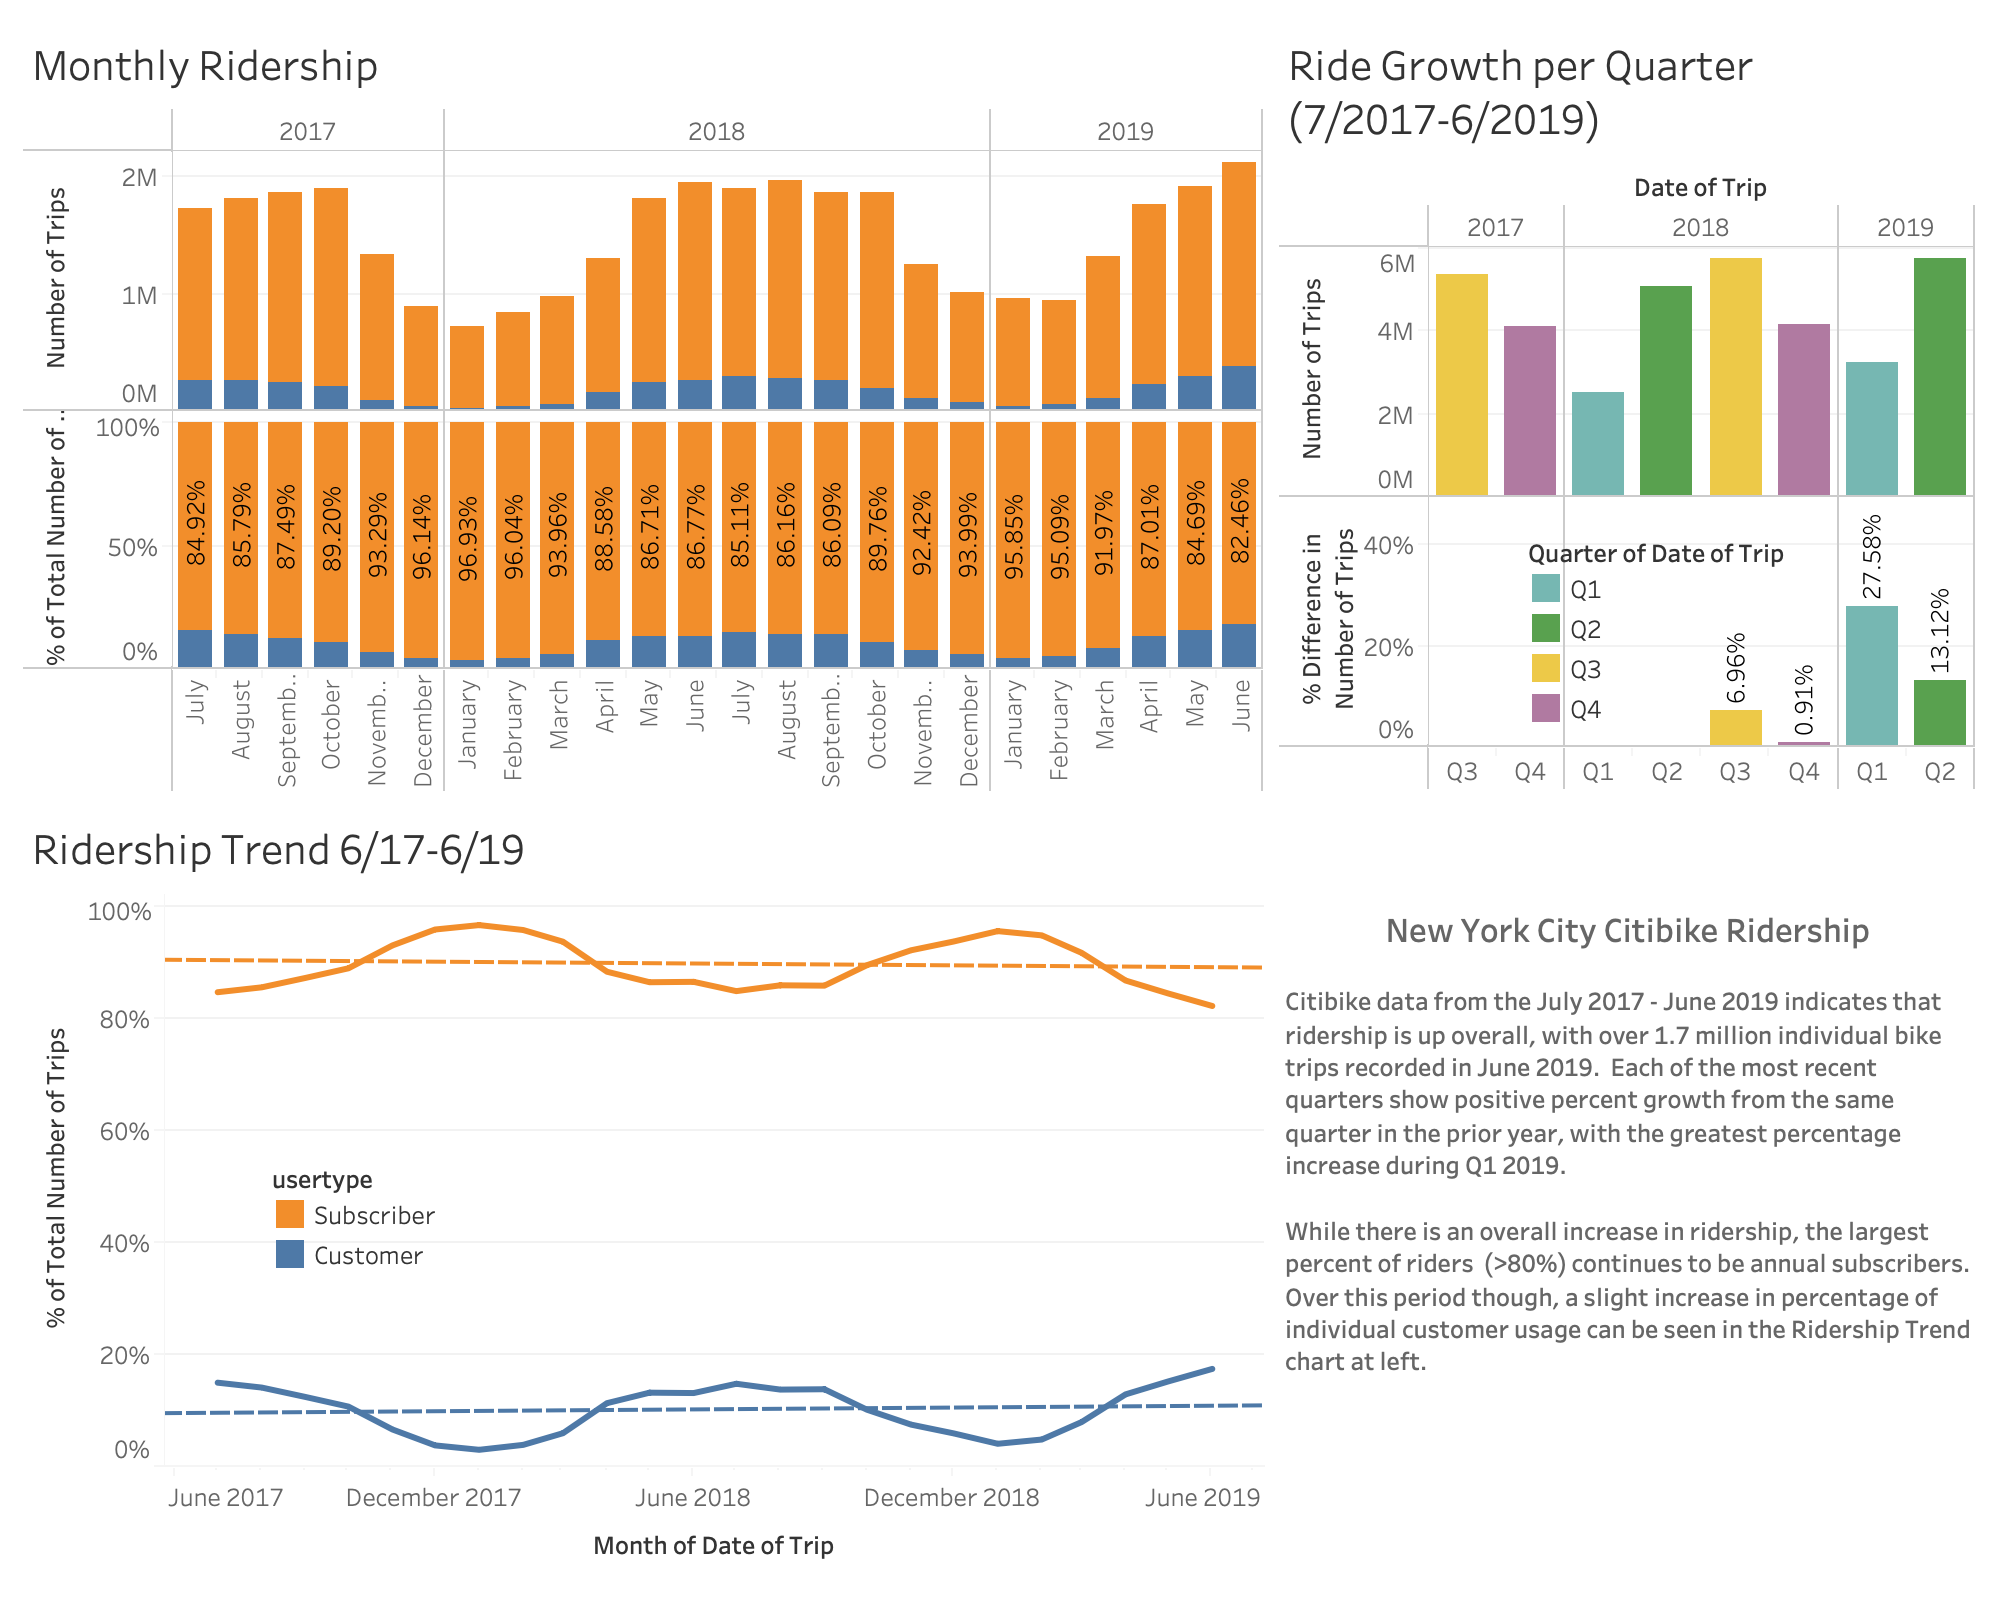 Monthly Ridership
2017 2018 2019
Number of Trips
2M
1M
0M
% of Total Number of..
100%
50%
0%
84.92% 85.79% 87.49% 89.20% 93.29% 96.14% 96.93% 96.04% 93.96% 88.58% 86.71% 86.77% 85.11% 86.16% 86.09% 89.76% 92.42% 93.99% 95.85% 95.09% 91.97% 87.01% 84.69% 82.46%
July August Septemb.. October Novemb.. December January February March April May June July August Septemb.. October Novemb.. December January February March April May June
Ride Growth per Quarter
(7/2017-6/2019)
Date of Trip
2017 2018 2019
Number of Trips
6M
4M
2M
0M
% Difference in
Number of Trips
40%
20%
0%
Quarter of Date of Trip
Q1
Q2
Q3
Q4
6.96% 0.91% 27.58% 13.12%
Q3 Q4 Q1 Q2 Q3 Q4 Q1 Q2
Ridership Trend 6/17-6/19
% of Total Number of Trips
100%
80%
60%
40%
20%
0%
usertype
Subscriber
Customer
June 2017 December 2017 June 2018 December 2018 June 2019
Month of Date of Trip
New York City Citibike Ridership
Citibike data from the July 2017 - June 2019 indicates that
ridership is up overall, with over 1.7 million individual bike
trips recorded in June 2019.  Each of the most recent
quarters show positive percent growth from the same
quarter in the prior year, with the greatest percentage
increase during Q1 2019.
While there is an overall increase in ridership, the largest
percent of riders  (>80%) continues to be annual subscribers.
Over this period though, a slight increase in percentage of
individual customer usage can be seen in the Ridership Trend
chart at left.